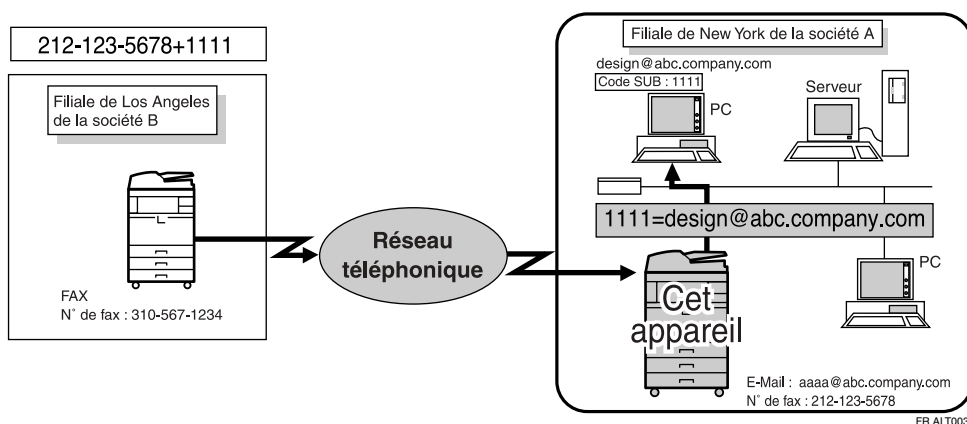 212-123-5678+1111
Filiale de Los Angeles
de la société B
FAX
N° de fax : 310-567-1234
Réseau
téléphonique
Filiale de New York de la société A
design@abc.company.com
Code SUB : 1111
PC
Serveur
1111=design@abc.company.com
PC
Cet
appareil
E-Mail : aaaa@abc.company.com
N° de fax : 212-123-5678
FR ALT003